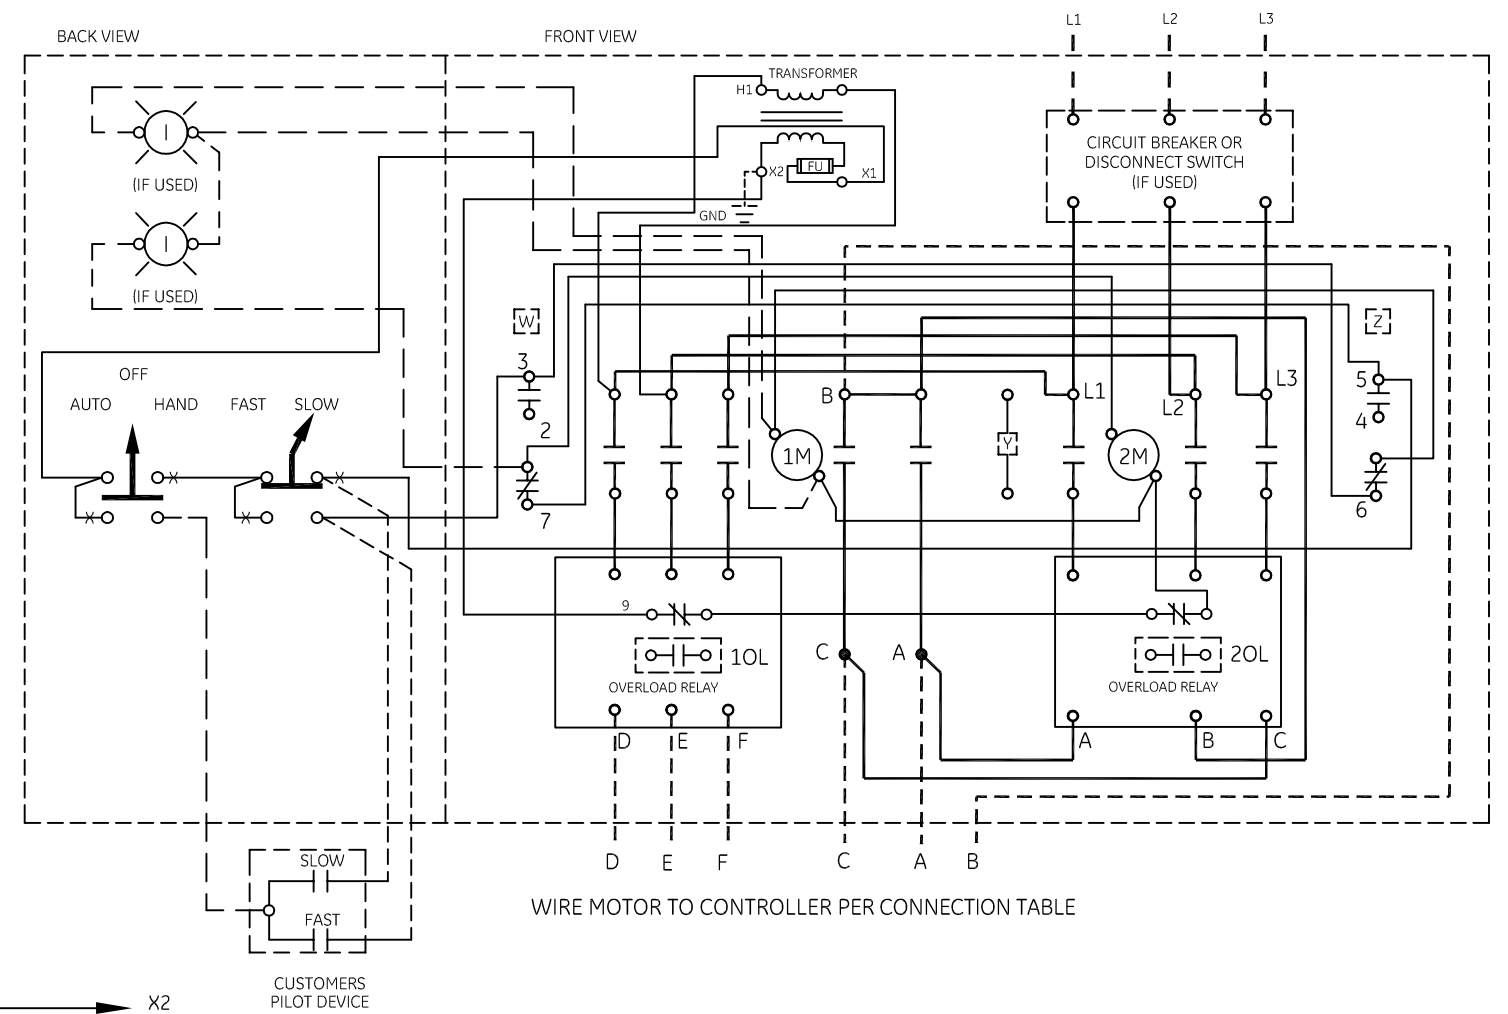 L1 L2 L3
BACK VIEW FRONT VIEW
TRANSFORMER
H1
CIRCUIT BREAKER OR
DISCONNECT SWITCH
(IF USED)
I
FU
X2 X1
(IF USED)
GND
I
(IF USED)
W Z
3
OFF
5
L3
AUTO HAND FAST SLOW
B
L1
L2
2
4
Y
1M 2M
X X
7
6
X X
9
C A
1OL 2OL
OVERLOAD RELAY OVERLOAD RELAY
D E F A B C
D E F C A B
SLOW
WIRE MOTOR TO CONTROLLER PER CONNECTION TABLE
FAST
CUSTOMERS
PILOT DEVICE
X2